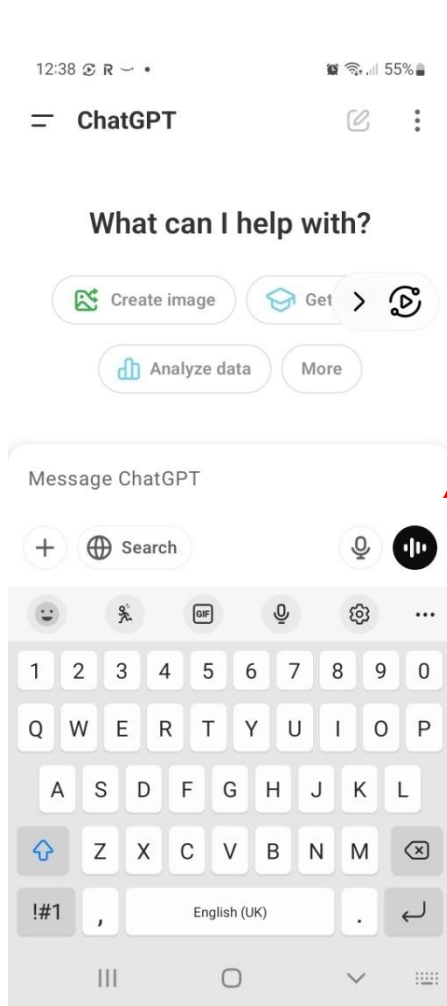 12:38 R 55%
ChatGPT
What can I help with?
Create image Get
Analyze data More
Message ChatGPT
Search
GIF
1 2 3 4 5 6 7 8 9 0
Q W E R T Y U I O P
A S D F G H J K L
Z X C V B N M
!#1 , English (UK) .